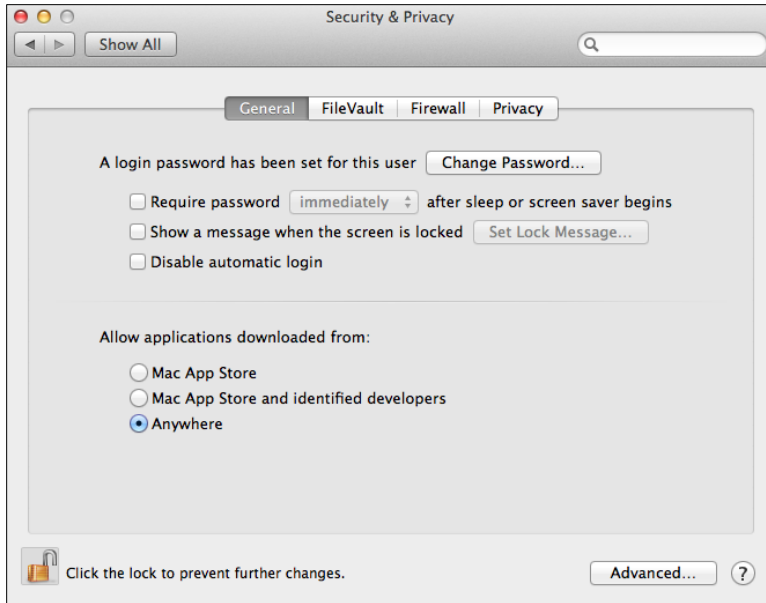 Security & Privacy
Show All
General FileVault Firewall Privacy
A login password has been set for this user Change Password...
Require password immediately after sleep or screen saver begins
Show a message when the screen is locked Set Lock Message...
Disable automatic login
Allow applications downloaded from:
Mac App Store
Mac App Store and identified developers
Anywhere
Click the lock to prevent further changes. Advanced... ?